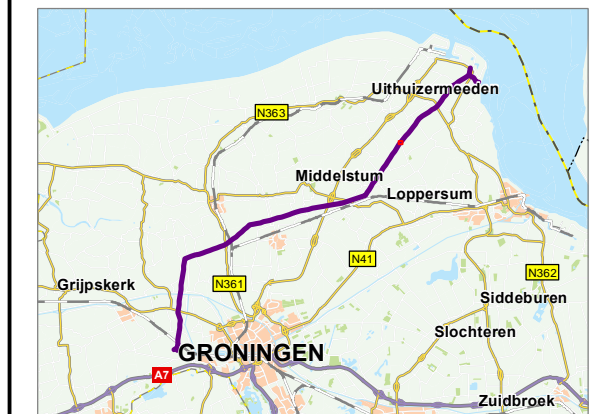 Uithuizermeeden
N363
Middelstum
Loppersum
N41
N362
Grijpskerk
N361
Siddeburen
Slochteren
GRONINGEN
A7
Zuidbroek